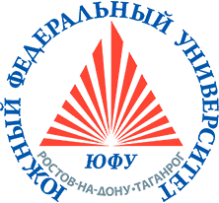 ЮЖНЫЙ ФЕДЕРАЛЬНЫЙ УНИВЕРСИТЕТ
ЮФУ
РОСТОВ-НА-ДОНУ•ТАГАНРОГ